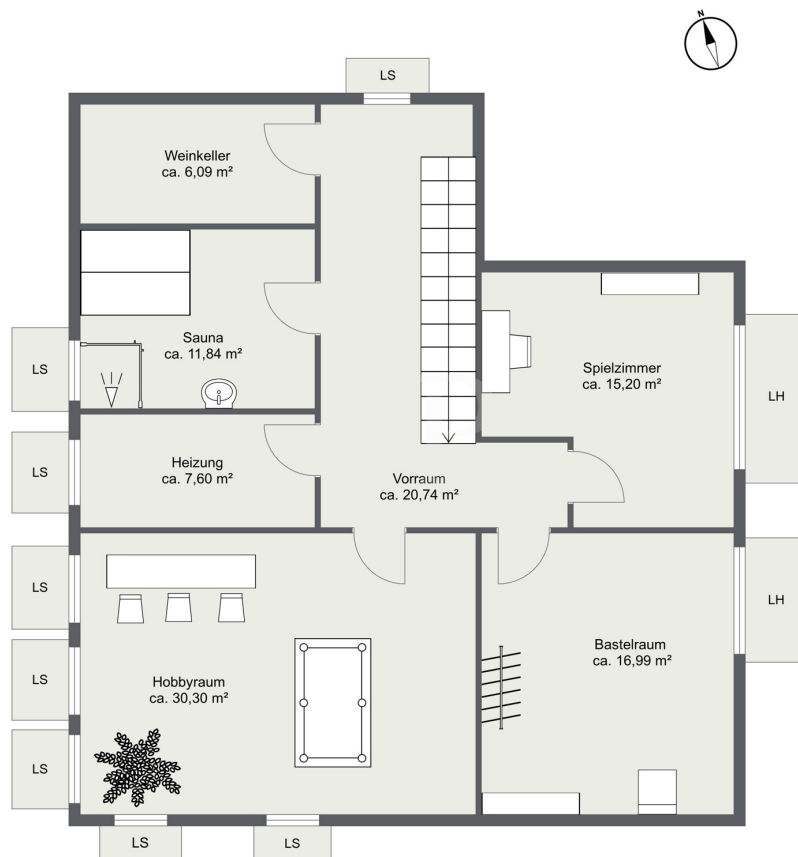 N
LS
Weinkeller
ca. 6,09 m²
Sauna
ca. 11,84 m²
LS
Spielzimmer
ca. 15,20 m²
LH
LS
Heizung
ca. 7,60 m²
Vorraum
ca. 20,74 m²
LS
LH
Bastelraum
ca. 16,99 m²
LS
Hobbyraum
ca. 30,30 m²
LS
LS
LS